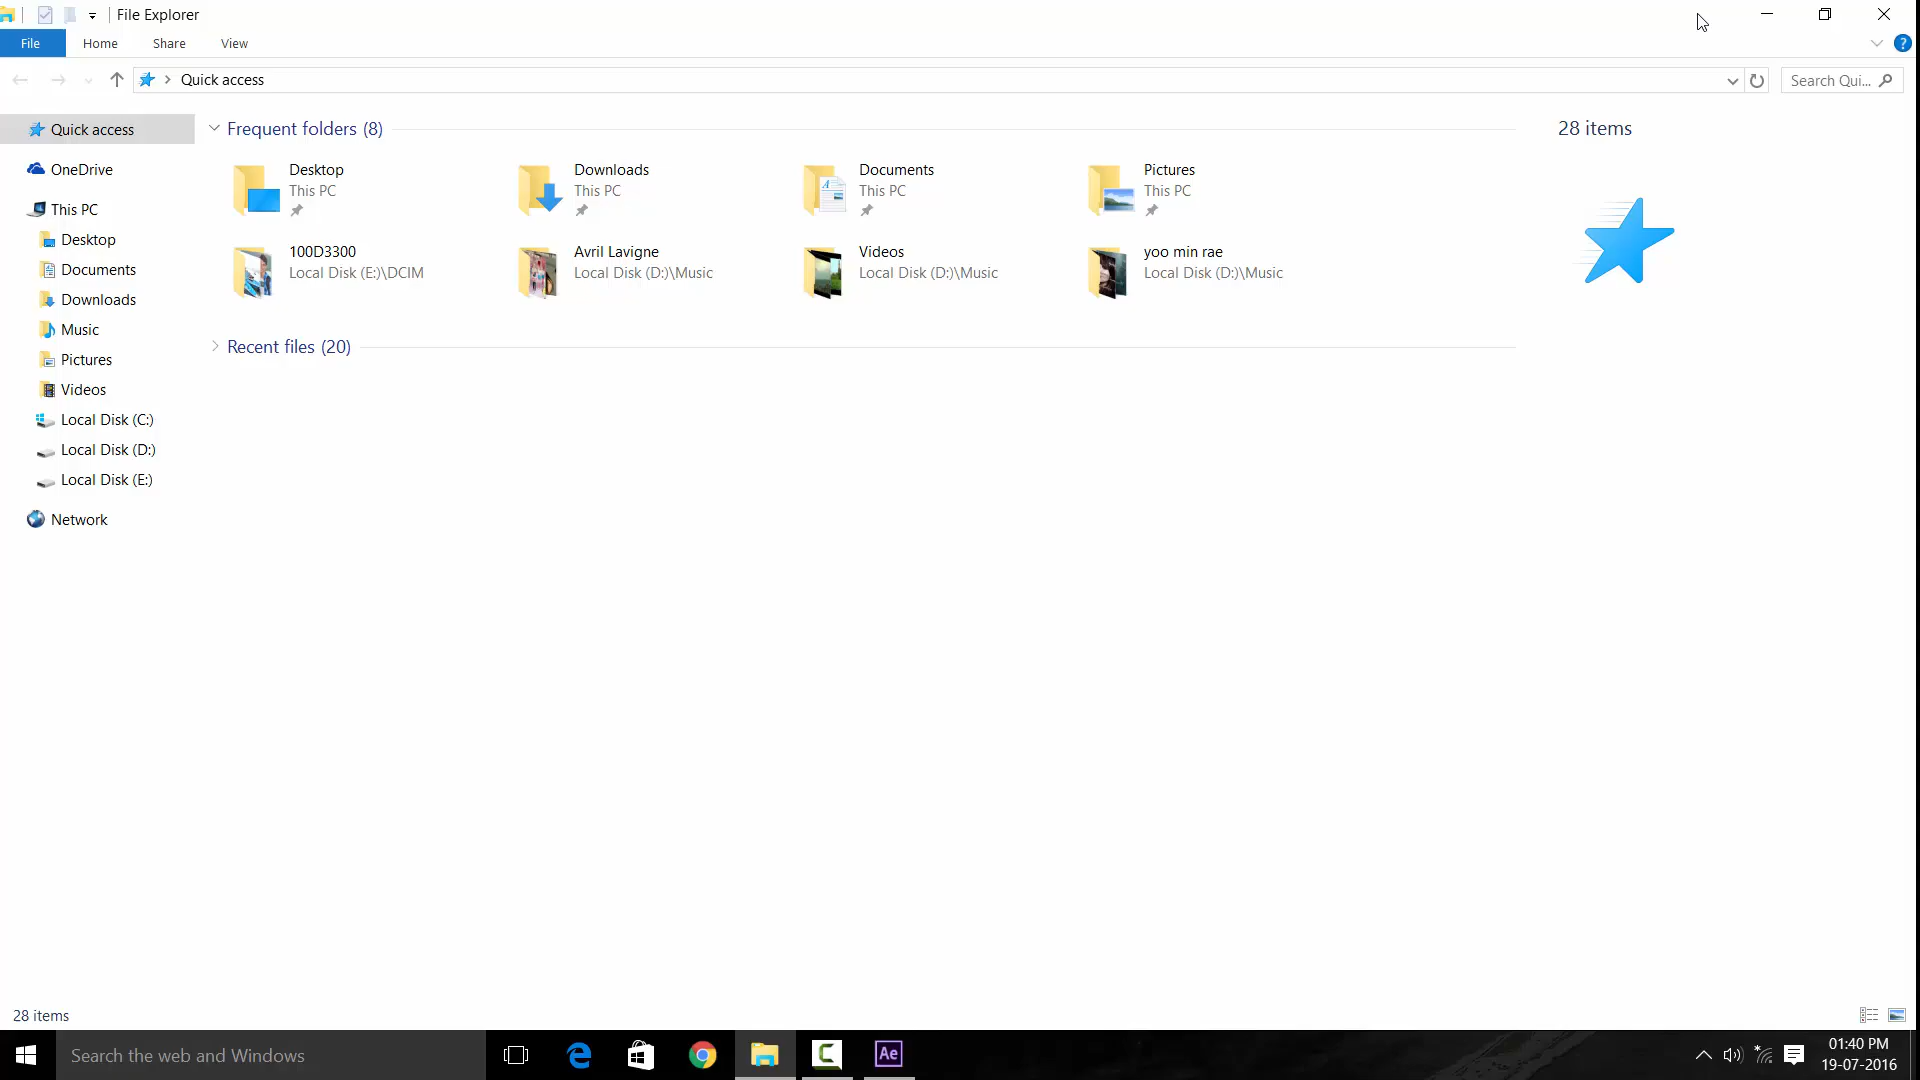 File Explorer
File Home Share View
Quick access
Search Qui...
Quick access
OneDrive
This PC
Desktop
Documents
Downloads
Music
Pictures
Videos
Local Disk (C:)
Local Disk (D:)
Local Disk (E:)
Network
Frequent folders (8)
Desktop
This PC
Downloads
This PC
Documents
This PC
Pictures
This PC
100D3300
Local Disk (E:)\DCIM
Avril Lavigne
Local Disk (D:)\Music
Videos
Local Disk (D:)\Music
yoo min rae
Local Disk (D:)\Music
Recent files (20)
28 items
28 items
Search the web and Windows
Ae
01:40 PM
19-07-2016